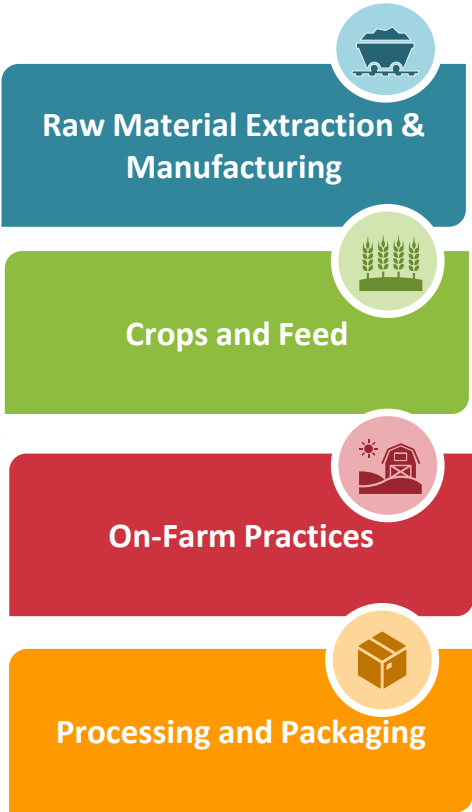 Raw Material Extraction &
Manufacturing
Crops and Feed
On-Farm Practices
Processing and Packaging